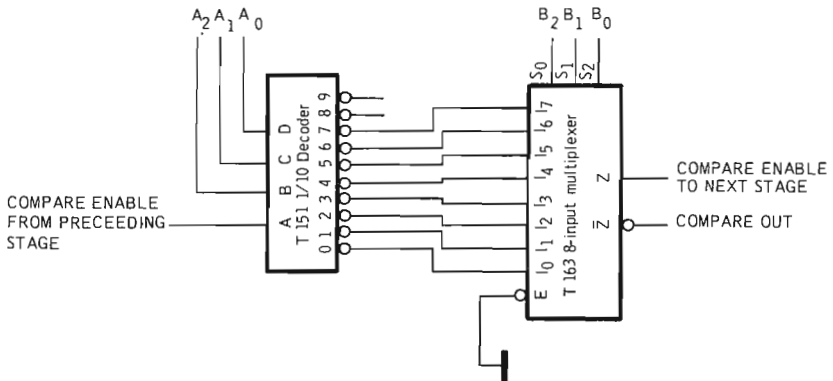 A2 A1 A0
B2 B1 B0
S0 S1 S2
A B C D
T 151 1/10 Decoder
0 1 2 3 4 5 6 7 8 9
COMPARE ENABLE
FROM PRECEEDING
STAGE
E I0 I1 I2 I3 I4 I5 I6 I7
T 163 8-input multiplexer
Z
Z̅
COMPARE ENABLE
TO NEXT STAGE
COMPARE OUT